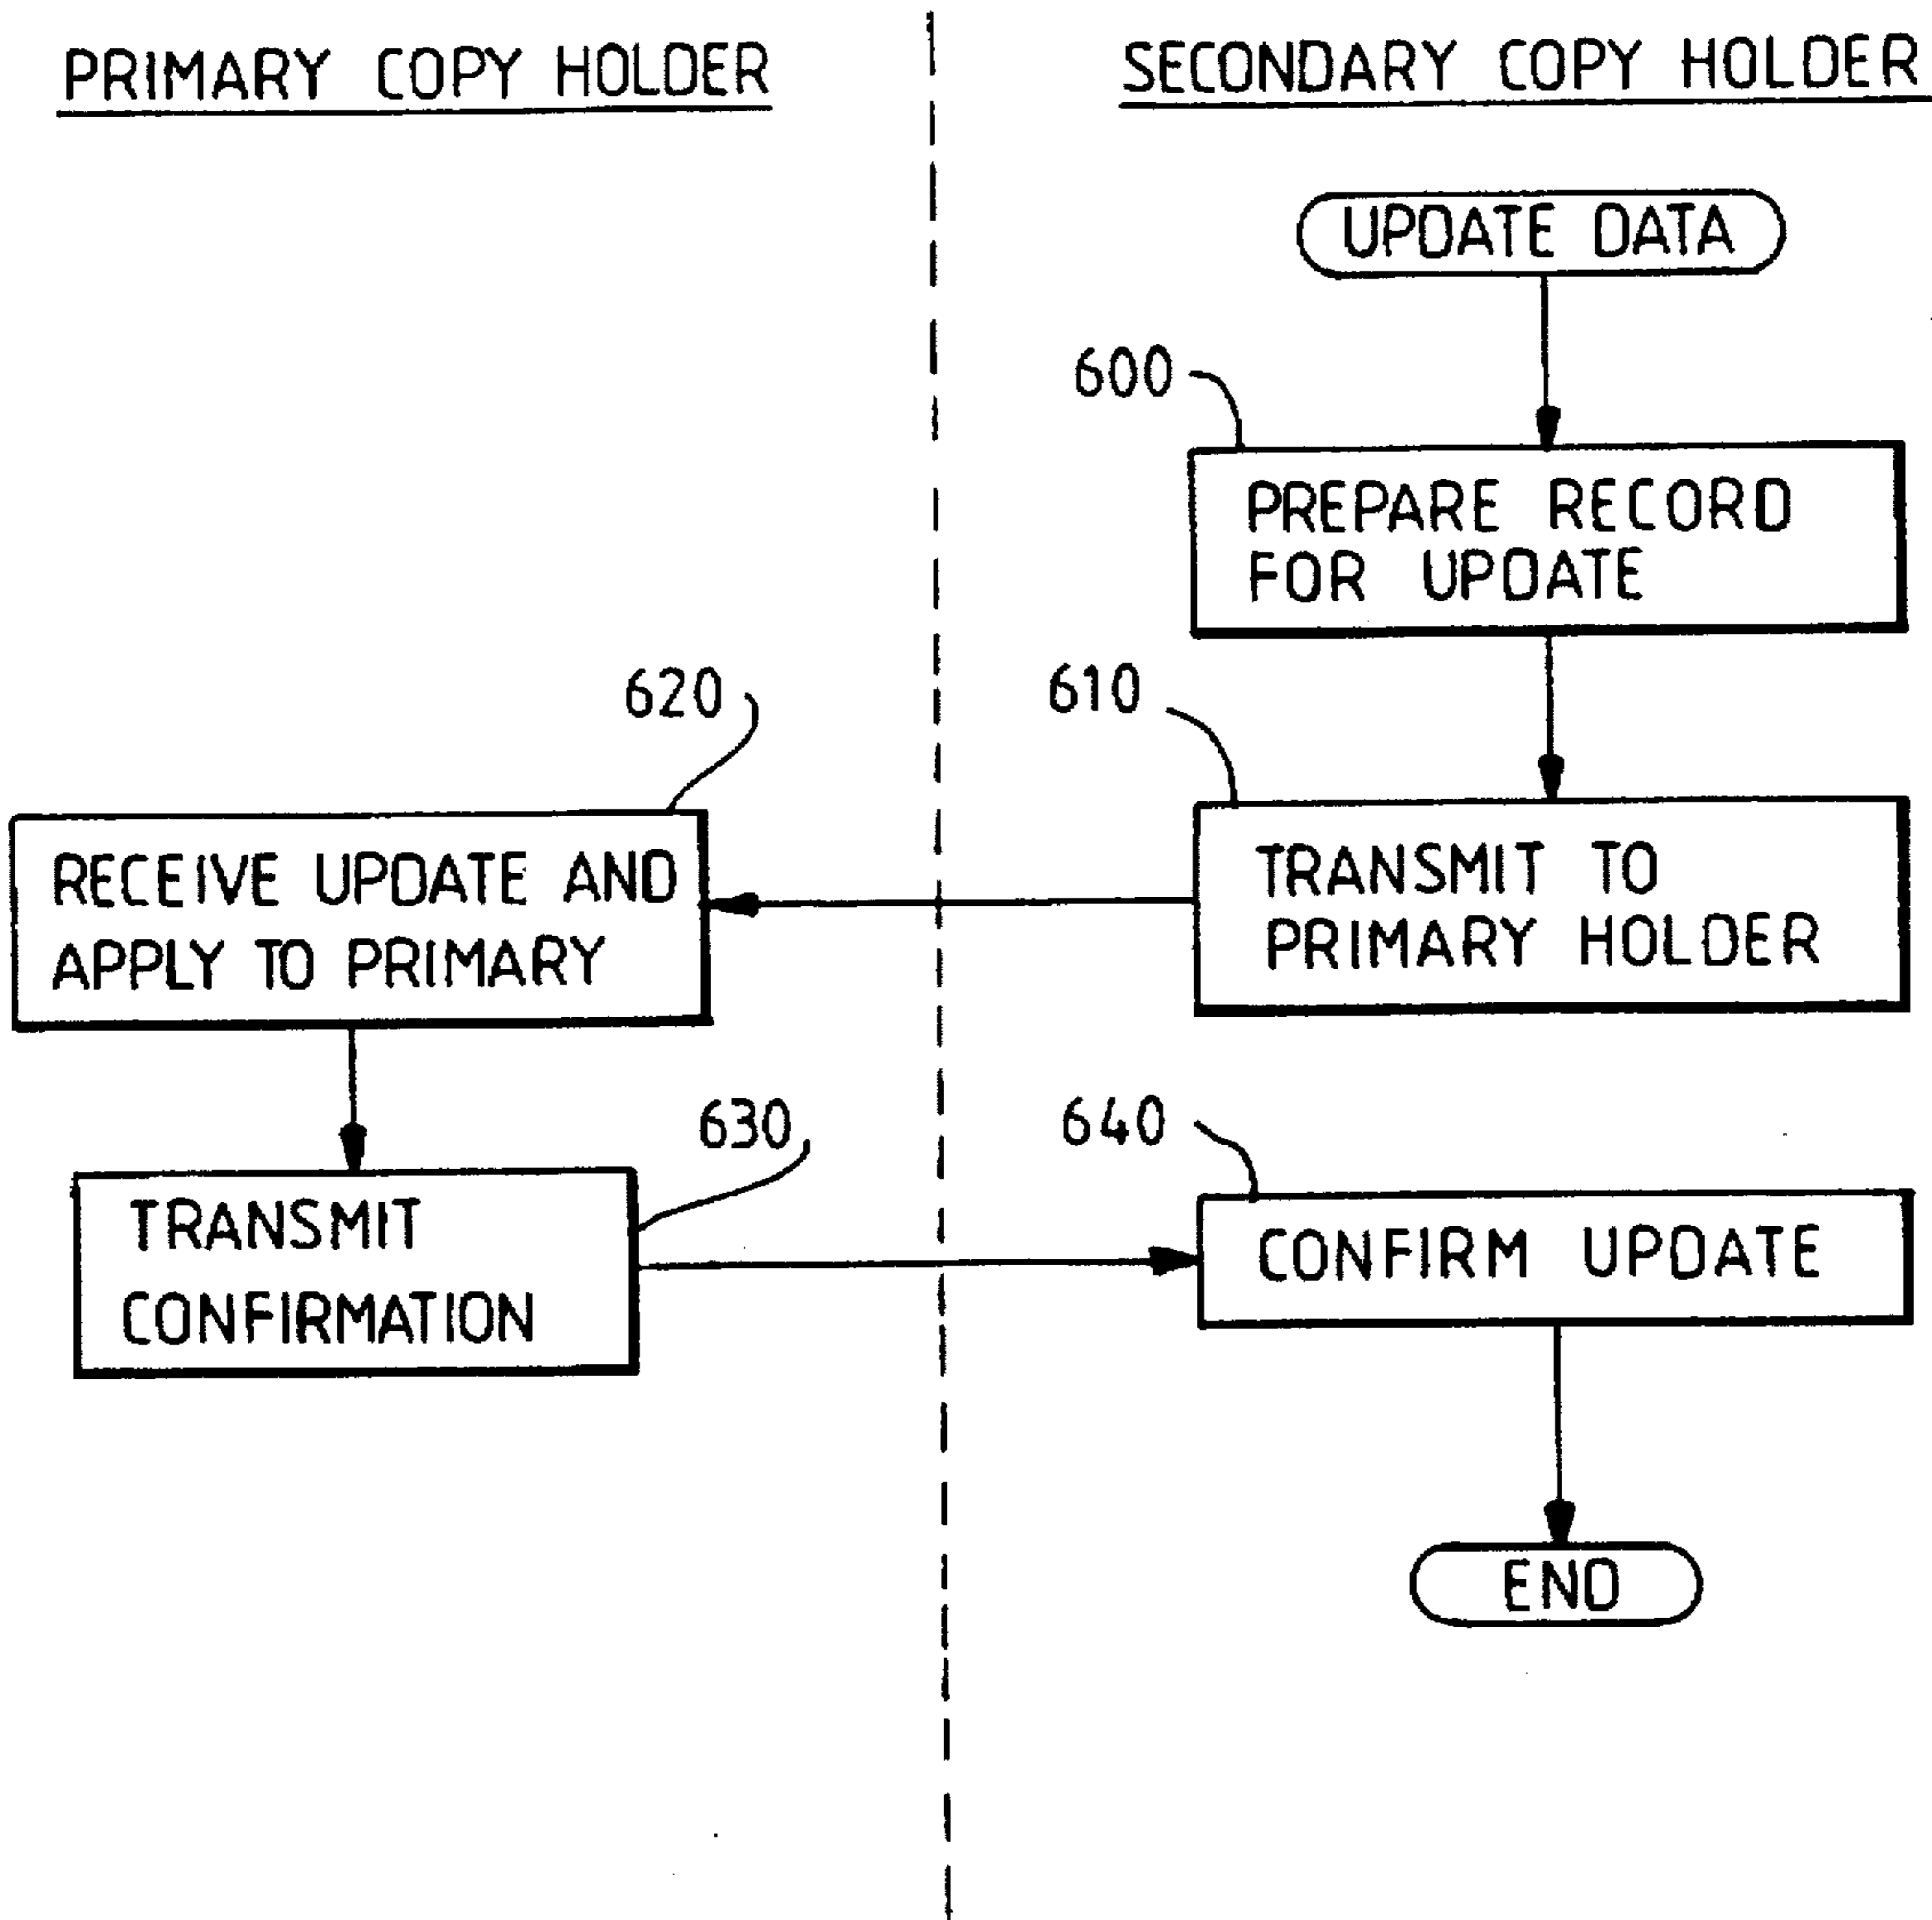 PRIMARY COPY HOLDER
SECONDARY COPY HOLDER
UPDATE DATA
600
PREPARE RECORD
FOR UPDATE
620
610
RECEIVE UPDATE AND
APPLY TO PRIMARY
TRANSMIT TO
PRIMARY HOLDER
630
640
TRANSMIT
CONFIRMATION
CONFIRM UPDATE
END